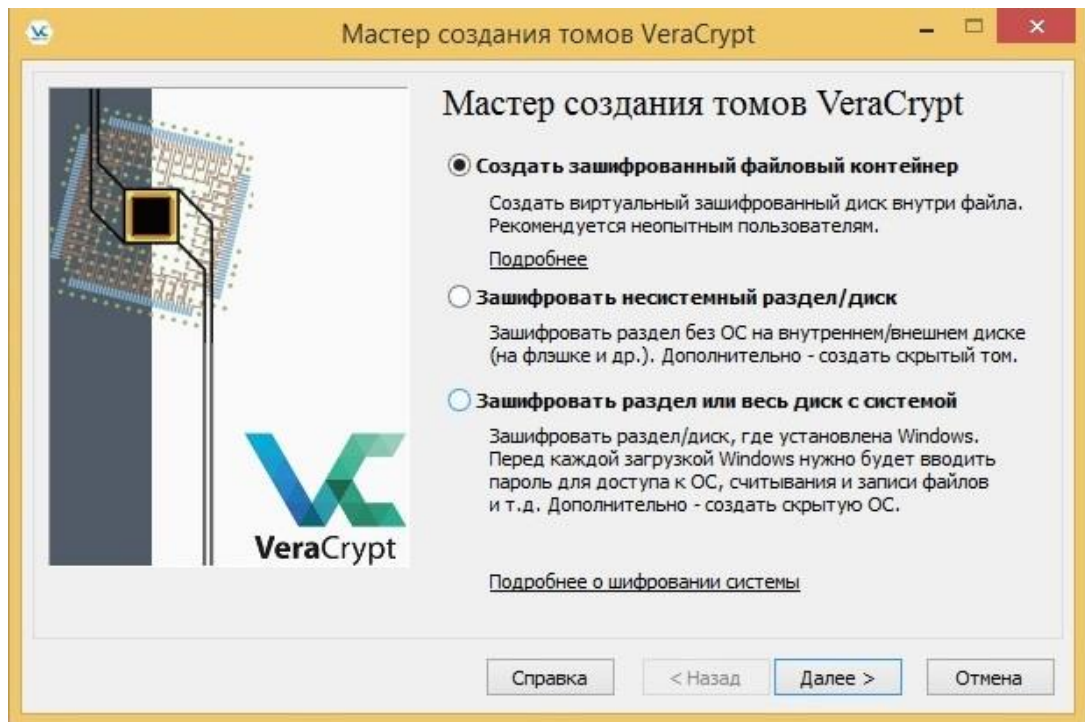 Мастер создания томов VeraCrypt
Мастер создания томов VeraCrypt
Создать зашифрованный файловый контейнер
Создать виртуальный зашифрованный диск внутри файла.
Рекомендуется неопытным пользователям.
Подробнее
Зашифровать несистемный раздел/диск
Зашифровать раздел без ОС на внутреннем/внешнем диске
(на флэшке и др.). Дополнительно - создать скрытый том.
Зашифровать раздел или весь диск с системой
Зашифровать раздел/диск, где установлена Windows.
Перед каждой загрузкой Windows нужно будет вводить
пароль для доступа к ОС, считывания и записи файлов
и т.д. Дополнительно - создать скрытую ОС.
VeraCrypt
Подробнее о шифровании системы
Справка
< Назад
Далее >
Отмена